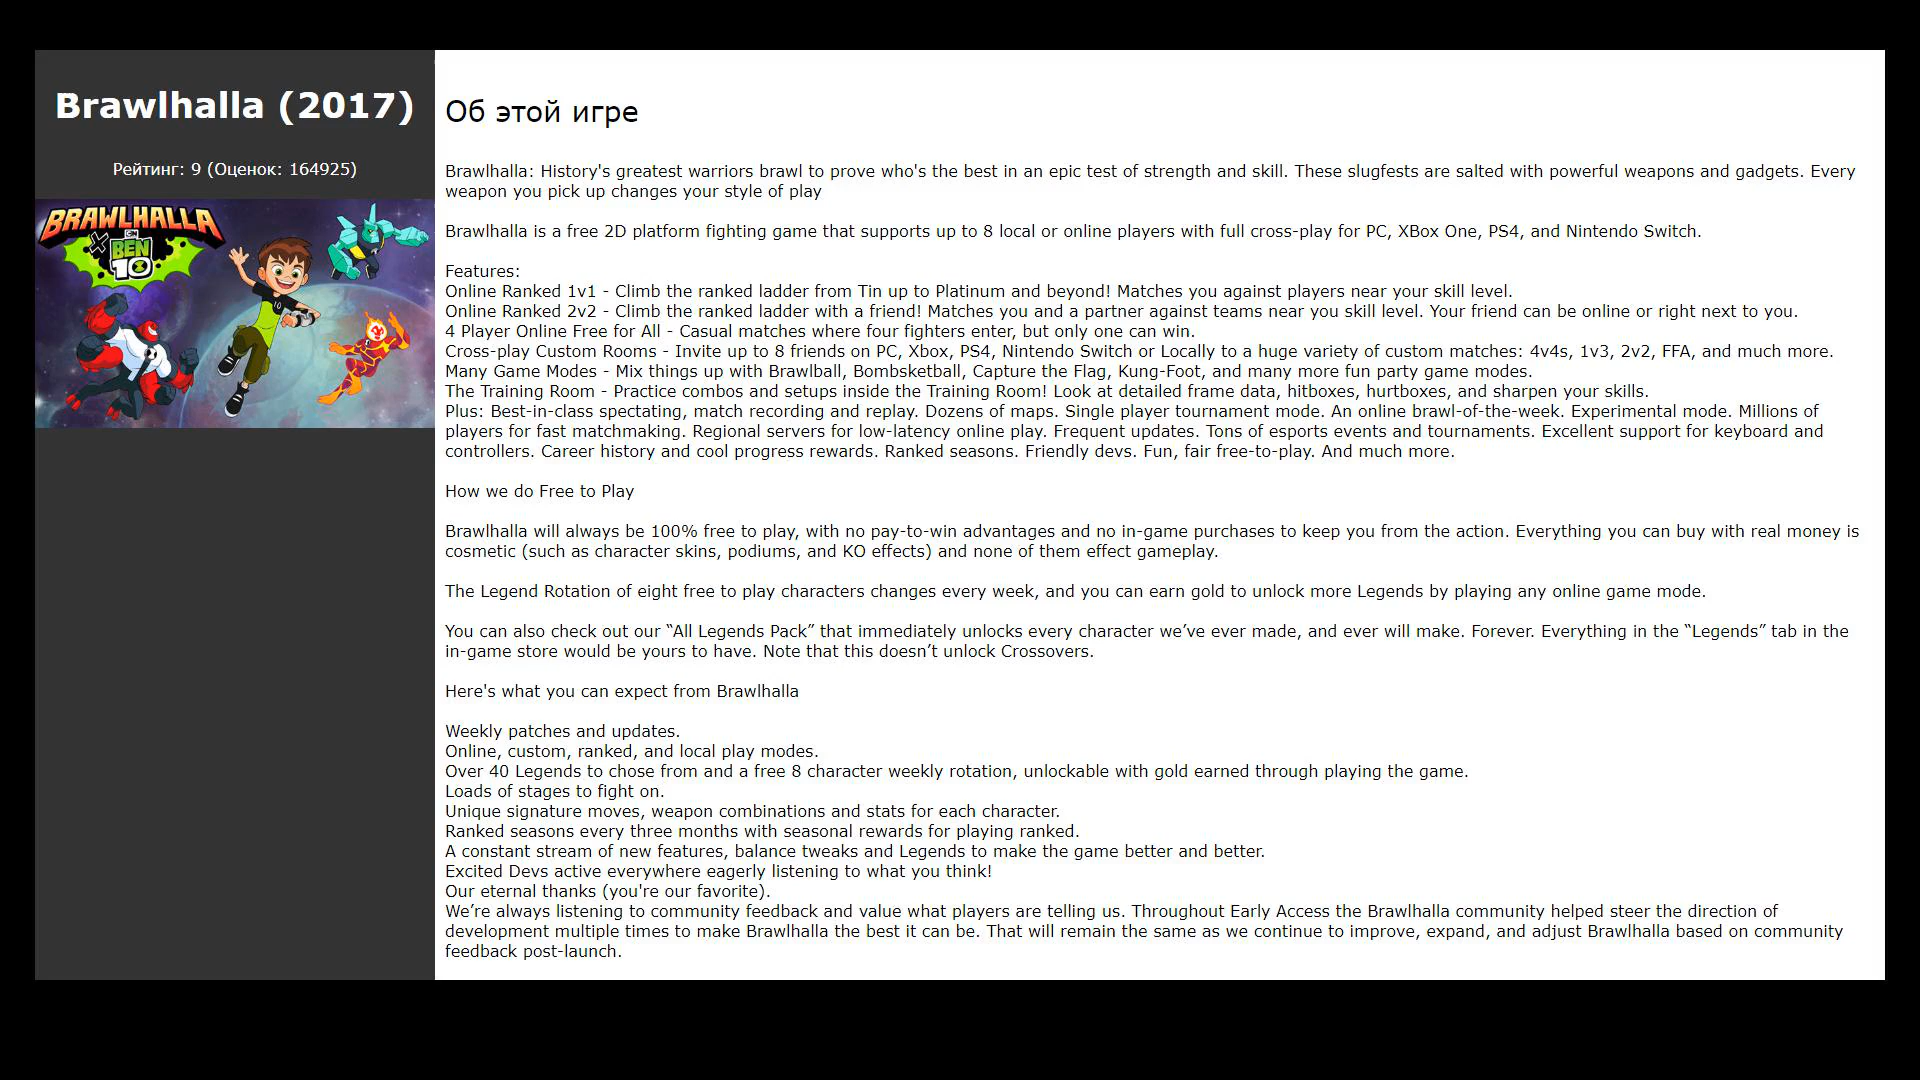 Brawlhalla (2017)
Рейтинг: 9 (Оценок: 164925)
BRAWLHALLA
CN
X BEN
10
Об этой игре
Brawlhalla: History's greatest warriors brawl to prove who's the best in an epic test of strength and skill. These slugfests are salted with powerful weapons and gadgets. Every
weapon you pick up changes your style of play
Brawlhalla is a free 2D platform fighting game that supports up to 8 local or online players with full cross-play for PC, XBox One, PS4, and Nintendo Switch.
Features:
Online Ranked 1v1 - Climb the ranked ladder from Tin up to Platinum and beyond! Matches you against players near your skill level.
Online Ranked 2v2 - Climb the ranked ladder with a friend! Matches you and a partner against teams near you skill level. Your friend can be online or right next to you.
4 Player Online Free for All - Casual matches where four fighters enter, but only one can win.
Cross-play Custom Rooms - Invite up to 8 friends on PC, Xbox, PS4, Nintendo Switch or Locally to a huge variety of custom matches: 4v4s, 1v3, 2v2, FFA, and much more.
Many Game Modes - Mix things up with Brawlball, Bombsketball, Capture the Flag, Kung-Foot, and many more fun party game modes.
The Training Room - Practice combos and setups inside the Training Room! Look at detailed frame data, hitboxes, hurtboxes, and sharpen your skills.
Plus: Best-in-class spectating, match recording and replay. Dozens of maps. Single player tournament mode. An online brawl-of-the-week. Experimental mode. Millions of
players for fast matchmaking. Regional servers for low-latency online play. Frequent updates. Tons of esports events and tournaments. Excellent support for keyboard and
controllers. Career history and cool progress rewards. Ranked seasons. Friendly devs. Fun, fair free-to-play. And much more.
How we do Free to Play
Brawlhalla will always be 100% free to play, with no pay-to-win advantages and no in-game purchases to keep you from the action. Everything you can buy with real money is
cosmetic (such as character skins, podiums, and KO effects) and none of them effect gameplay.
The Legend Rotation of eight free to play characters changes every week, and you can earn gold to unlock more Legends by playing any online game mode.
You can also check out our “All Legends Pack” that immediately unlocks every character we’ve ever made, and ever will make. Forever. Everything in the “Legends” tab in the
in-game store would be yours to have. Note that this doesn’t unlock Crossovers.
Here's what you can expect from Brawlhalla
Weekly patches and updates.
Online, custom, ranked, and local play modes.
Over 40 Legends to chose from and a free 8 character weekly rotation, unlockable with gold earned through playing the game.
Loads of stages to fight on.
Unique signature moves, weapon combinations and stats for each character.
Ranked seasons every three months with seasonal rewards for playing ranked.
A constant stream of new features, balance tweaks and Legends to make the game better and better.
Excited Devs active everywhere eagerly listening to what you think!
Our eternal thanks (you're our favorite).
We’re always listening to community feedback and value what players are telling us. Throughout Early Access the Brawlhalla community helped steer the direction of
development multiple times to make Brawlhalla the best it can be. That will remain the same as we continue to improve, expand, and adjust Brawlhalla based on community
feedback post-launch.